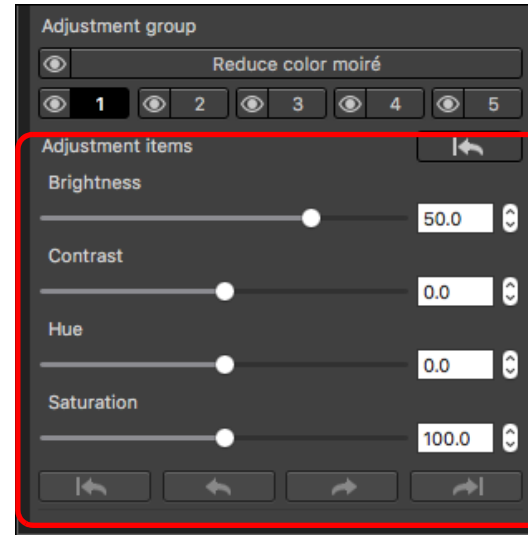 Adjustment group
Reduce color moiré
1 2 3 4 5
Adjustment items
Brightness
50.0
Contrast
0.0
Hue
0.0
Saturation
100.0